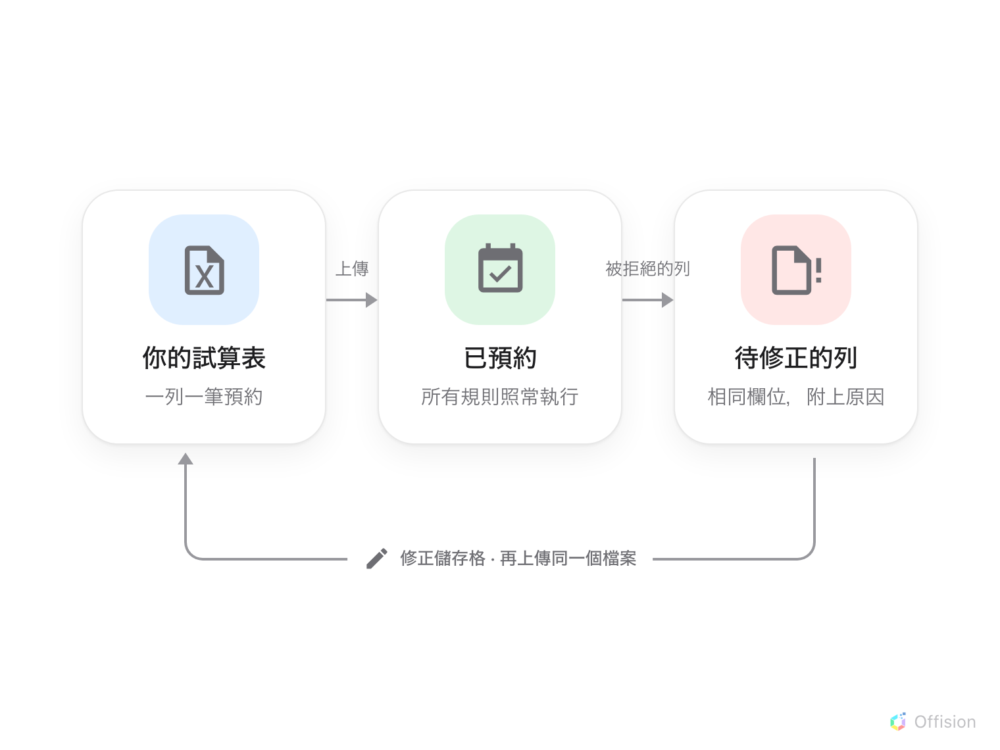 上傳
被拒絕的列
你的試算表
一列一筆預約
已預約
所有規則照常執行
待修正的列
相同欄位，附上原因
修正儲存格 · 再上傳同一個檔案
Offision